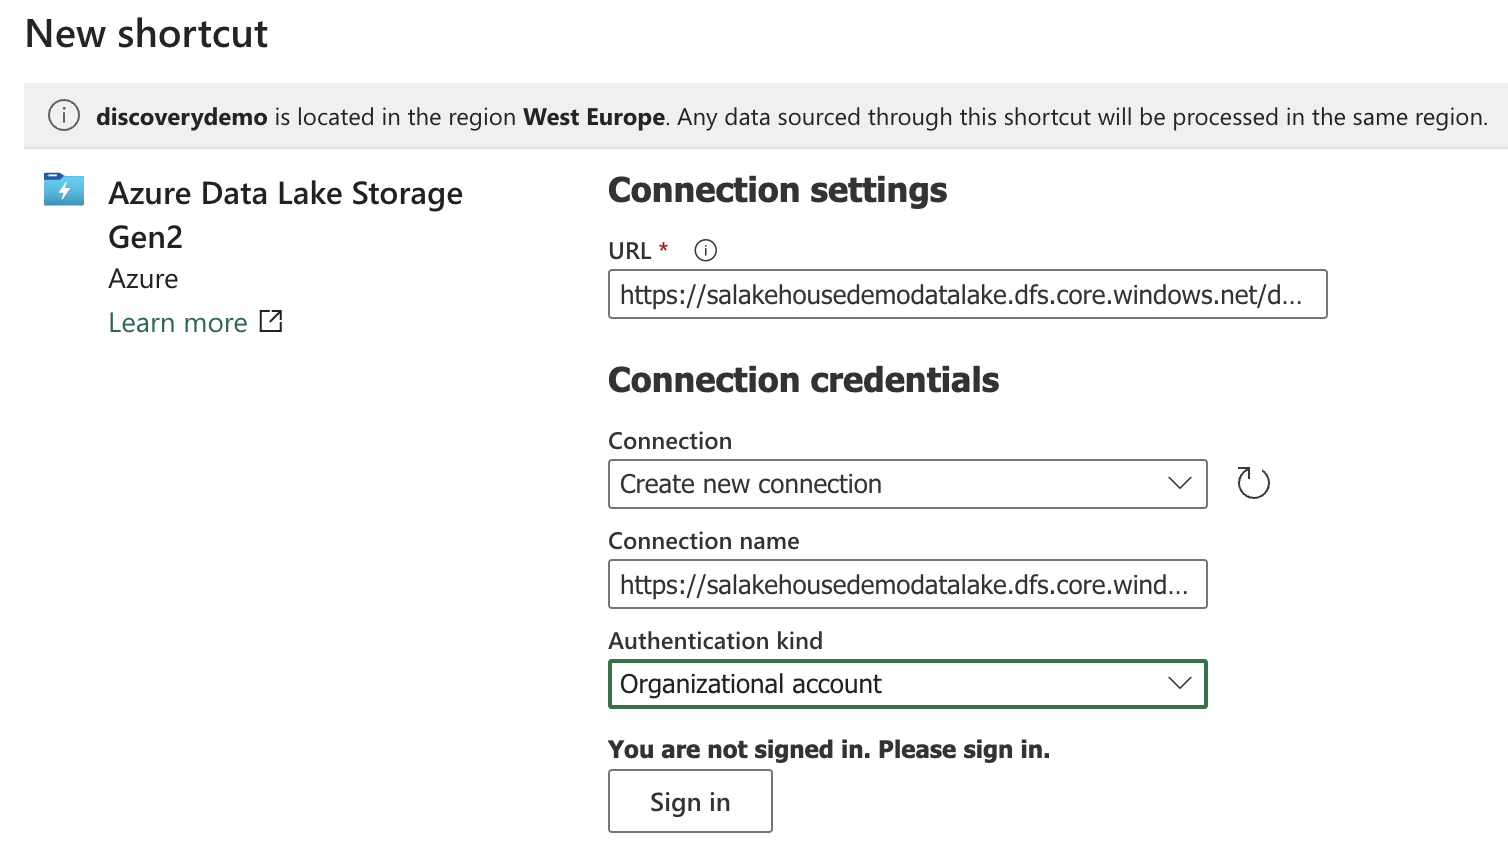 New shortcut
discoverydemo is located in the region West Europe. Any data sourced through this shortcut will be processed in the same region.
Azure Data Lake Storage
Gen2
Azure
Learn more
Connection settings
URL *
https://salakehousedemodatalake.dfs.core.windows.net/d...
Connection credentials
Connection
Create new connection
Connection name
https://salakehousedemodatalake.dfs.core.wind...
Authentication kind
Organizational account
You are not signed in. Please sign in.
Sign in